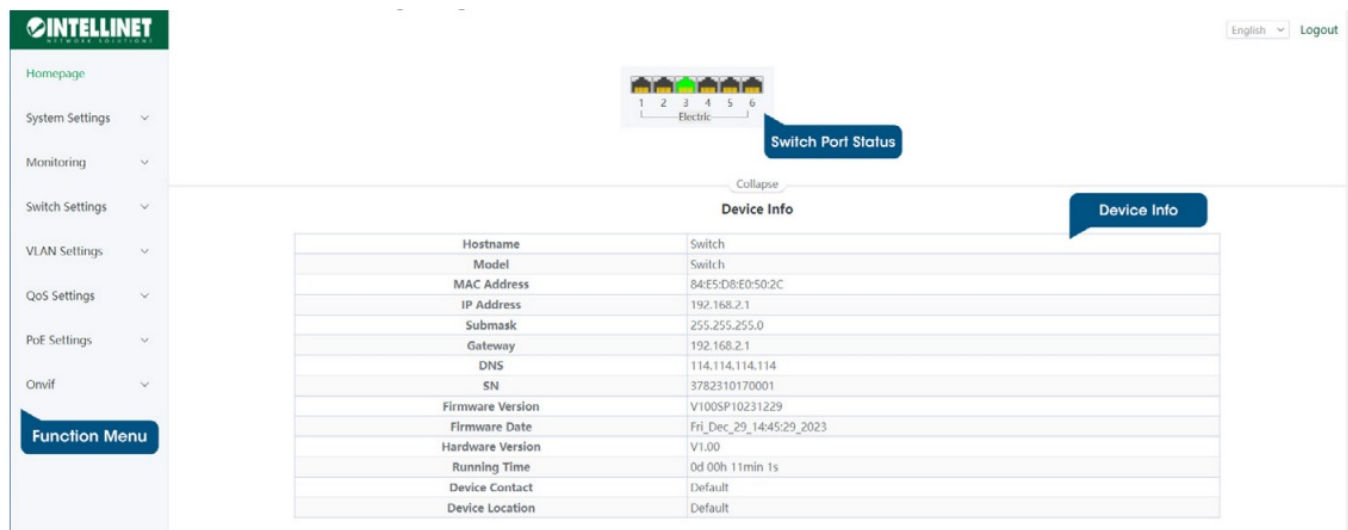 INTELLINET
NETWORK SOLUTIONS
English
Logout
Homepage
System Settings
Monitoring
Switch Settings
VLAN Settings
QoS Settings
PoE Settings
Onvif
Function Menu
1 2 3 4 5 6
Electric
Switch Port Status
Collapse
Device Info
Device Info
Hostname Switch
Model Switch
MAC Address 84:E5:D8:E0:50:2C
IP Address 192.168.2.1
Submask 255.255.255.0
Gateway 192.168.2.1
DNS 114.114.114.114
SN 3782310170001
Firmware Version V100SP10231229
Firmware Date Fri_Dec_29_14:45:29_2023
Hardware Version V1.00
Running Time 0d 00h 11min 1s
Device Contact Default
Device Location Default